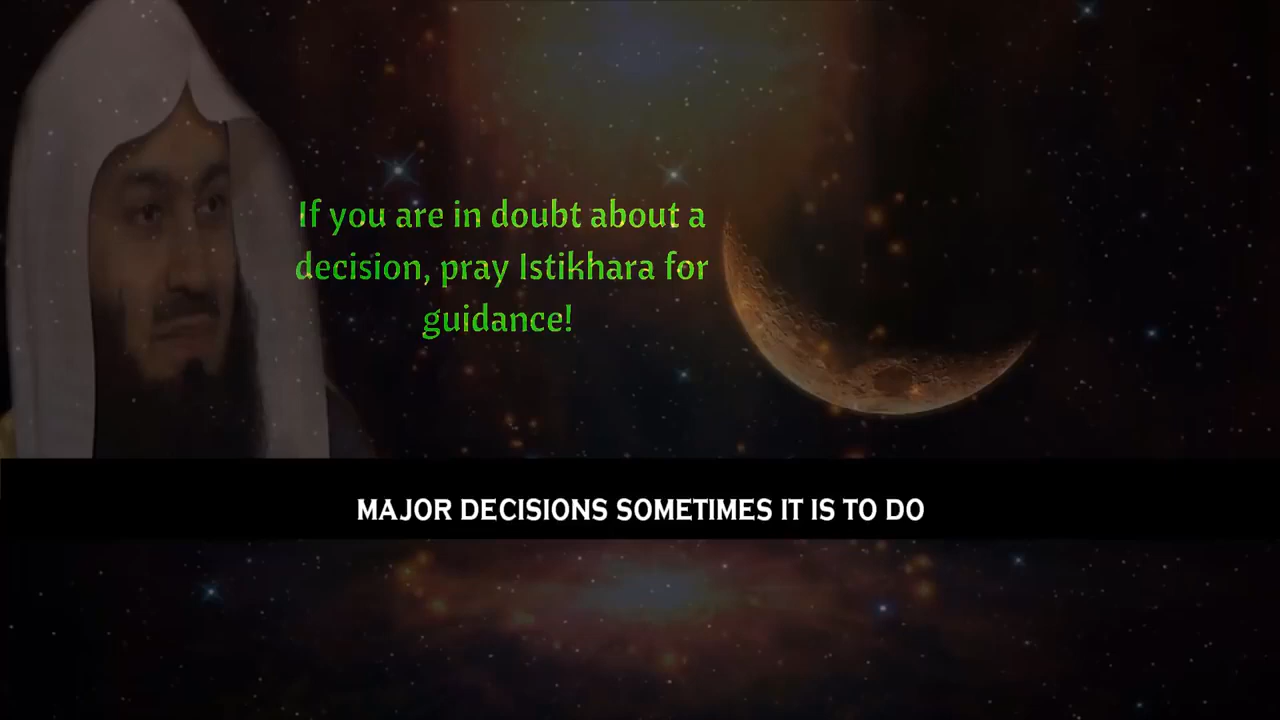 If you are in doubt about a
decision, pray Istikhara for
guidance!
MAJOR DECISIONS SOMETIMES IT IS TO DO